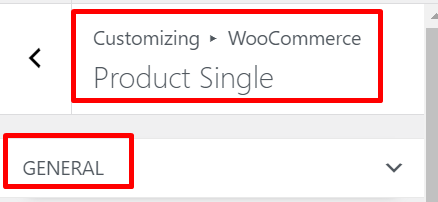 Customizing ▸ WooCommerce
Product Single
GENERAL